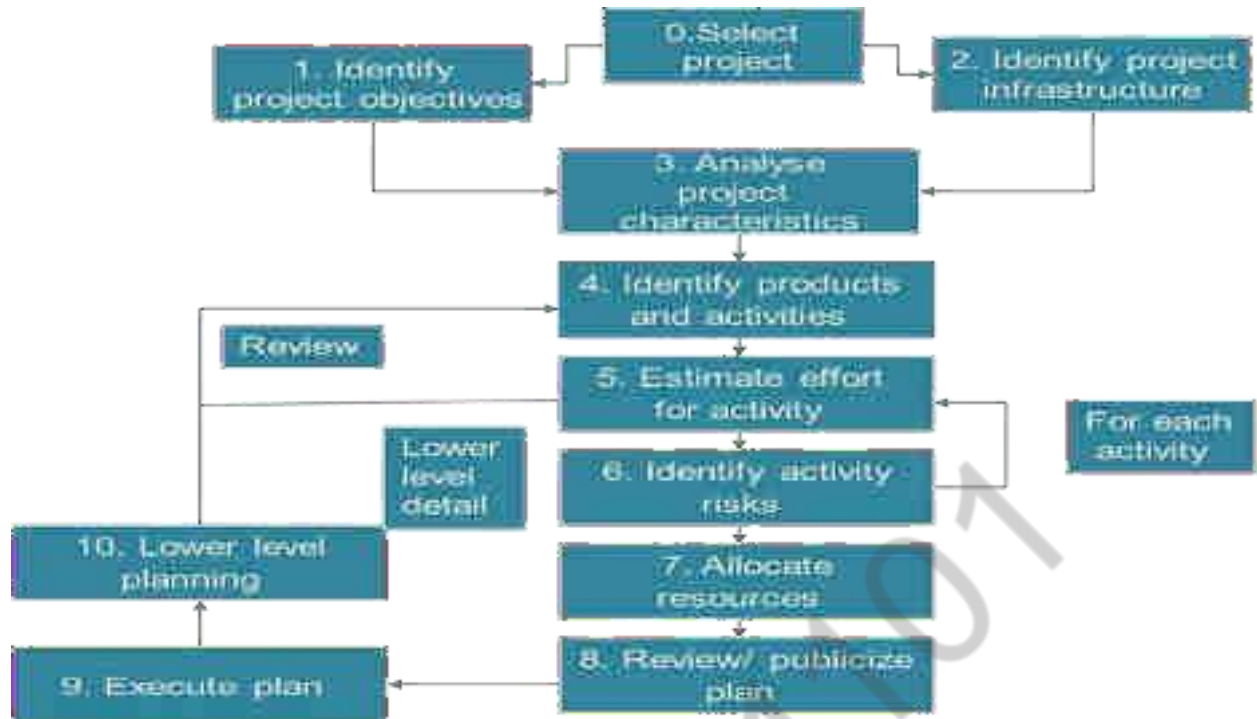 0.Select
project
1. Identify
project objectives
2. Identify project
infrastructure
3. Analyse
project
characteristics
4. Identify products
and activities
Review
5. Estimate effort
for activity
For each
activity
Lower
level
detail
6. Identify activity
risks
10. Lower level
planning
7. Allocate
resources
8. Review/ publicize
plan
9. Execute plan
101